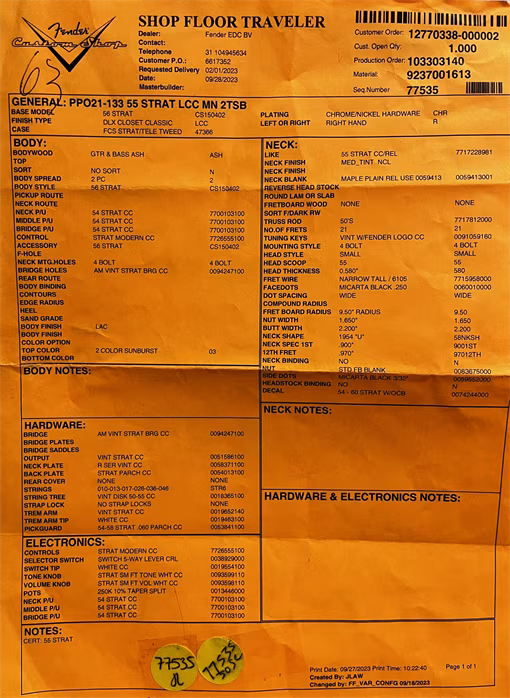 Fender
Custom Shop
63
SHOP FLOOR TRAVELER
Dealer: Fender EDC BV
Contact:
Telephone 31 104945634
Customer P.O.: 6617352
Requested Delivery 02/01/2023
Date: 09/28/2023
Masterbuilder:
Customer Order: 12770338-000002
Cust. Open Qty: 1.000
Production Order: 103303140
Material: 9237001613
Seq.Number 77535
GENERAL: PPO21-133 55 STRAT LCC MN 2TSB
BASE MODEL 56 STRAT CS150402 PLATING CHROME/NICKEL HARDWARE CHR
FINISH TYPE DLX CLOSET CLASSIC LCC LEFT OR RIGHT RIGHT HAND R
CASE FCS STRAT/TELE TWEED 47366
BODY:
BODYWOOD GTR & BASS ASH ASH
TOP
SORT NO SORT N
BODY SPREAD 2 PC 2
BODY STYLE 56 STRAT CS150402
PICKUP ROUTE
NECK ROUTE
NECK P/U 54 STRAT CC 7700103100
MIDDLE P/U 54 STRAT CC 7700103100
BRIDGE P/U 54 STRAT CC 7700103100
CONTROL STRAT MODERN CC 7726555100
ACCESSORY 56 STRAT CS150402
F-HOLE
NECK MTG.HOLES 4 BOLT 4 BOLT
BRIDGE HOLES AM VINT STRAT BRG CC 0094247100
REAR ROUTE
BODY BINDING
CONTOURS
EDGE RADIUS
HEEL
SAND GRADE
BODY FINISH LAC
BODY FINISH
COLOR OPTION
TOP COLOR 2 COLOR SUNBURST 03
BOTTOM COLOR
BODY NOTES:
HARDWARE:
BRIDGE AM VINT STRAT BRG CC 0094247100
BRIDGE PLATES
BRIDGE SADDLES
OUTPUT VINT STRAT CC 0051586100
NECK PLATE R SER VINT CC 0058371100
BACK PLATE STRAT PARCH CC 0054013100
REAR COVER NONE NONE
STRINGS 010-013-017-026-036-046 STR6
STRING TREE VINT DISK 50-55 CC 0018365100
STRAP LOCK NO STRAP LOCKS NONE
TREM ARM VINT STRAT CC 0019652140
TREM ARM TIP WHITE CC 0019463100
PICKGUARD 54-58 STRAT .060 PARCH CC 0053841100
ELECTRONICS:
CONTROLS STRAT MODERN CC 7726555100
SELECTOR SWITCH SWITCH 5-WAY LEVER CRL 0038929000
SWITCH TIP WHITE CC 0019554100
TONE KNOB STRAT SM FT TONE WHT CC 0093599110
VOLUME KNOB STRAT SM FT VOL WHT CC 0093598110
POTS 250K 10% TAPER SPLIT 0013446000
NECK P/U 54 STRAT CC 7700103100
MIDDLE P/U 54 STRAT CC 7700103100
BRIDGE P/U 54 STRAT CC 7700103100
NECK:
LIKE 55 STRAT CC/REL 7717228981
NECK FINISH MED_TINT. NCL
NECK FINISH
NECK BLANK MAPLE PLAIN REL USE 0059413 0059413001
REVERSE HEAD STOCK
ROUND LAM OR SLAB
FRETBOARD WOOD NONE NONE
SORT F/DARK RW
TRUSS ROD 50'S 7717812000
NO.OF FRETS 21 21
TUNING KEYS VINT W/FENDER LOGO CC 0091059160
MOUNTING STYLE 4 BOLT 4 BOLT
HEAD STYLE SMALL SMALL
HEAD SCOOP 55 55
HEAD THICKNESS 0.580" 580
FRET WIRE NARROW TALL / 6105 7715958000
FACEDOTS MICARTA BLACK .250 0060010000
DOT SPACING WIDE WIDE
COMPOUND RADIUS
FRET BOARD RADIUS 9.50" RADIUS 9.50
NUT WIDTH 1.650" 1.650
BUTT WIDTH 2.200" 2.200
NECK SHAPE 1954 "U" 58NKSH
NECK SPEC 1ST .900" 9001ST
12TH FRET .970" 97012TH
NECK BINDING NO N
NUT STD FB BLANK 0083675000
SIDE DOTS MICARTA BLACK 3/32" 0059552000
HEADSTOCK BINDING NO N
DECAL 54 - 60 STRAT W/OCB 0074244000
NECK NOTES:
HARDWARE & ELECTRONICS NOTES:
NOTES:
CERT: 55 STRAT
77535
Print Date: 09/27/2023 Print Time: 10:22:40 Page 1 of 1
Created By: JLAW
Changed by: FF_VAR_CONFG 09/18/2023